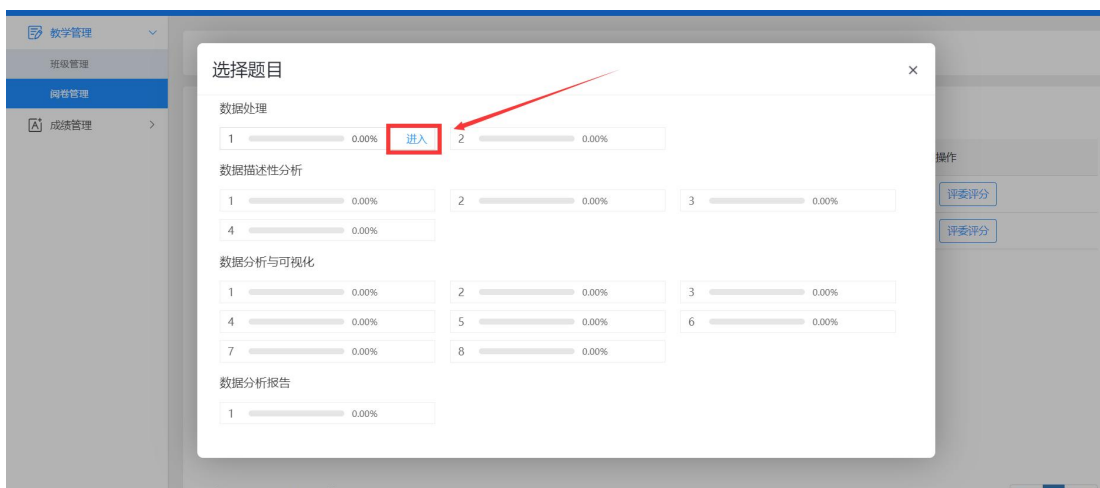 教学管理
班级管理
阅卷管理
成绩管理
选择题目
×
数据处理
1 0.00% 进入 2 0.00%
数据描述性分析
1 0.00% 2 0.00% 3 0.00%
4 0.00%
数据分析与可视化
1 0.00% 2 0.00% 3 0.00%
4 0.00% 5 0.00% 6 0.00%
7 0.00% 8 0.00%
数据分析报告
1 0.00%
操作
评委评分
评委评分